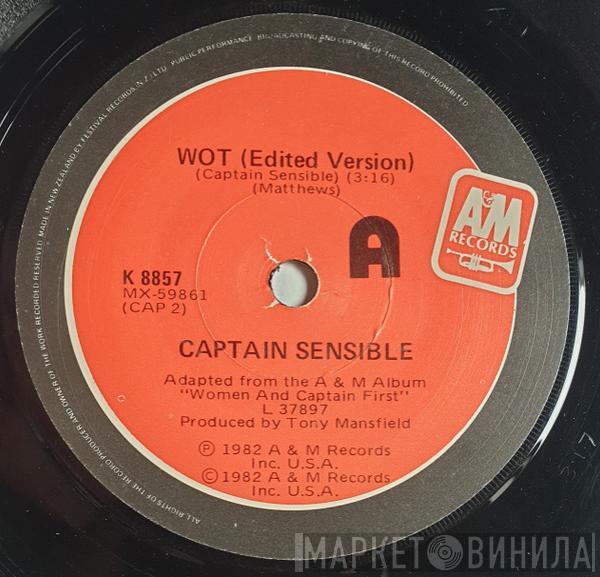 ALL RIGHTS OF THE RECORD PRODUCER AND OWNER OF THE WORK RECORDED RESERVED. MADE IN NEW ZEALAND BY FESTIVAL RECORDS (N.Z.) LTD. PUBLIC PERFORMANCE, BROADCASTING AND COPYING OF THIS RECORD PROHIBITED
WOT (Edited Version)
(Captain Sensible) (3:16)
(Matthews)
A&M
RECORDS
A
K 8857
MX-59861
(CAP 2)
CAPTAIN SENSIBLE
Adapted from the A & M Album
"Women And Captain First"
L 37897
Produced by Tony Mansfield
Ⓟ 1982 A & M Records
Inc. U.S.A.
© 1982 A & M Records
Inc. U.S.A.
МАРКЕТ ВИНИЛА